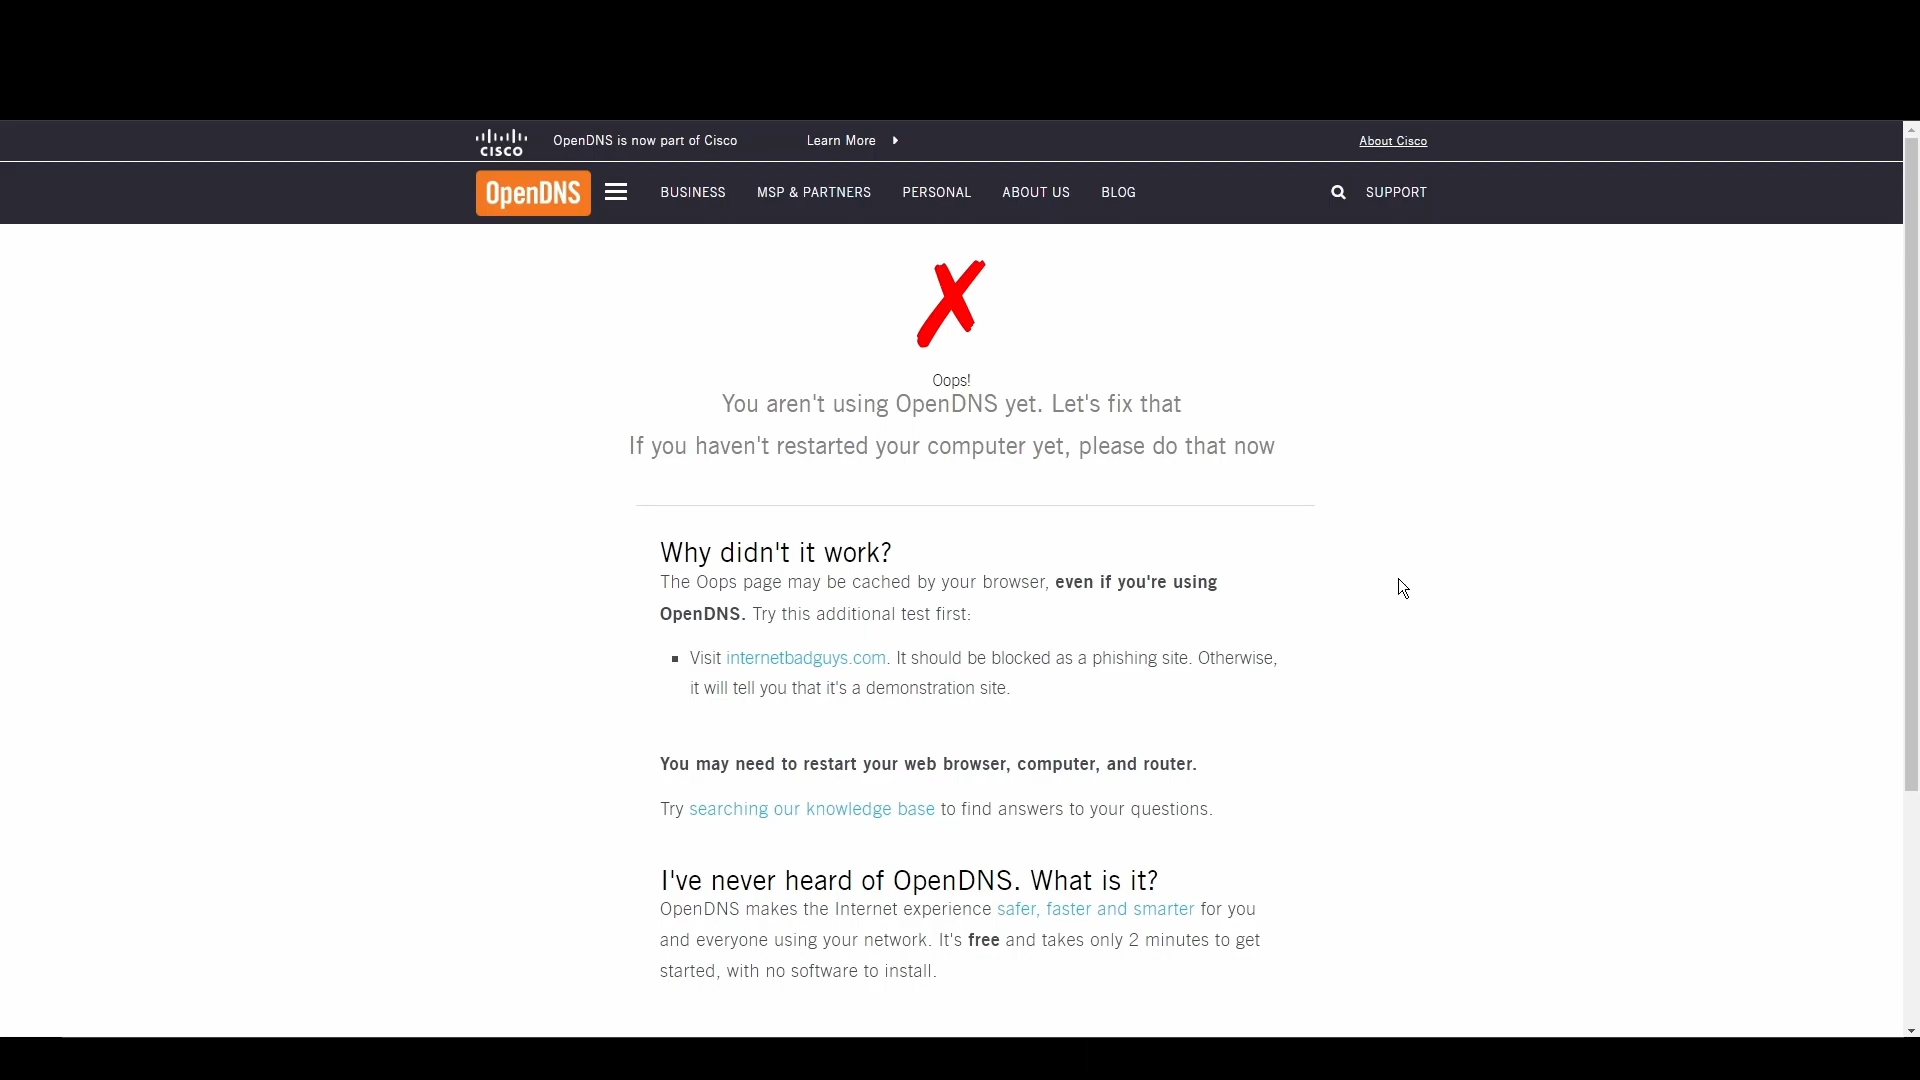 CISCO
OpenDNS is now part of Cisco
Learn More
About Cisco
OpenDNS
BUSINESS
MSP & PARTNERS
PERSONAL
ABOUT US
BLOG
SUPPORT
Oops!
You aren't using OpenDNS yet. Let's fix that
If you haven't restarted your computer yet, please do that now
Why didn't it work?
The Oops page may be cached by your browser, even if you're using
OpenDNS. Try this additional test first:
Visit internetbadguys.com. It should be blocked as a phishing site. Otherwise,
it will tell you that it's a demonstration site.
You may need to restart your web browser, computer, and router.
Try searching our knowledge base to find answers to your questions.
I've never heard of OpenDNS. What is it?
OpenDNS makes the Internet experience safer, faster and smarter for you
and everyone using your network. It's free and takes only 2 minutes to get
started, with no software to install.